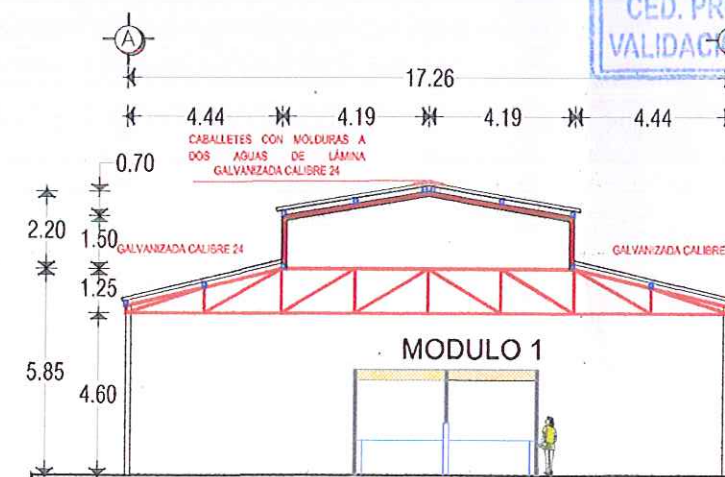 CED. PR
VALIDAC
A
17.26
4.44 4.19 4.19 4.44
CABALLETES CON MOLDURAS A
DOS AGUAS DE LÁMINA
GALVANIZADA CALIBRE 24
0.70
2.20
1.50
GALVANIZADA CALIBRE 24
GALVANIZADA CALIBRE
1.25
MODULO 1
5.85
4.60